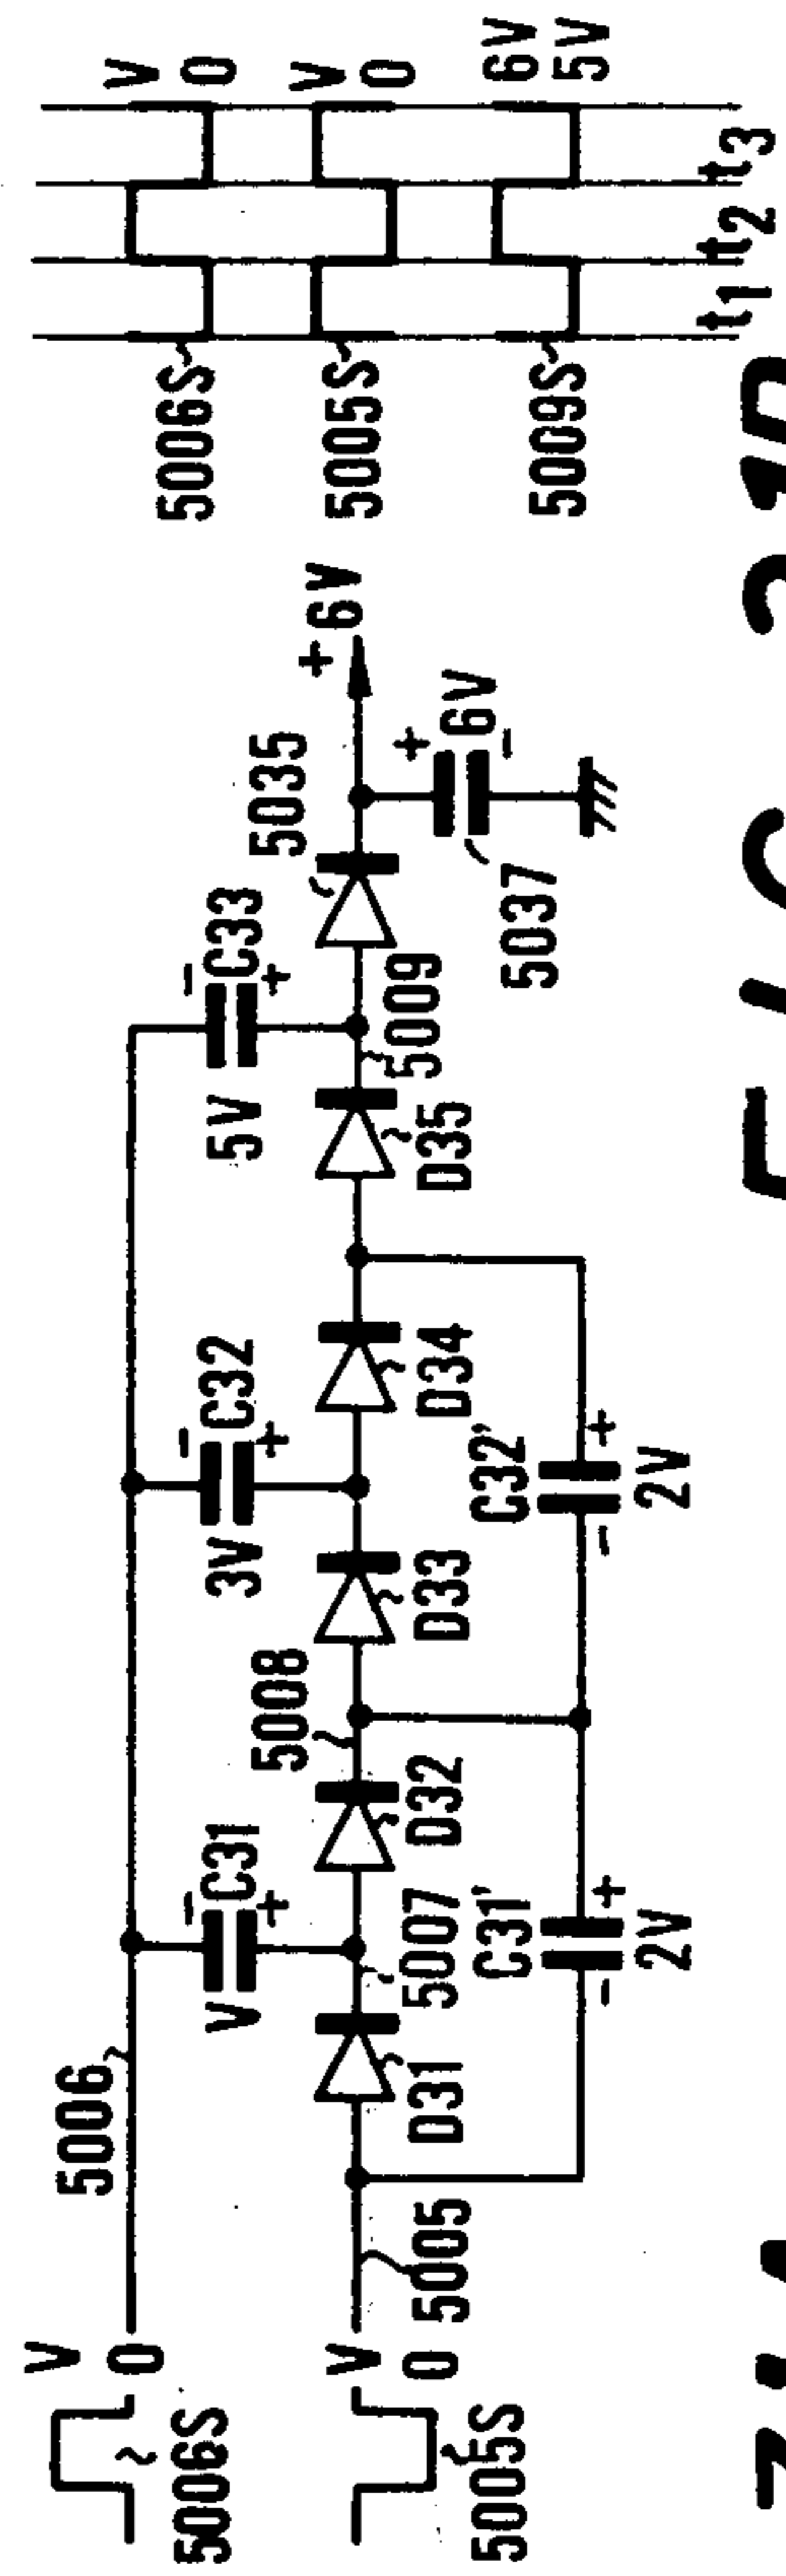 5006S
V
0
5006
5005S
V
0
5005
V
− C31
+
D31
5007
D32
5008
C31'
− +
2V
3V
− C32
+
D33
D34
C32'
− +
2V
5V
− C33
+
D35
5009
5035
+6V
+
6V
−
5037
5006S
V
0
5005S
V
0
5009S
6V
5V
t1
t2
t3